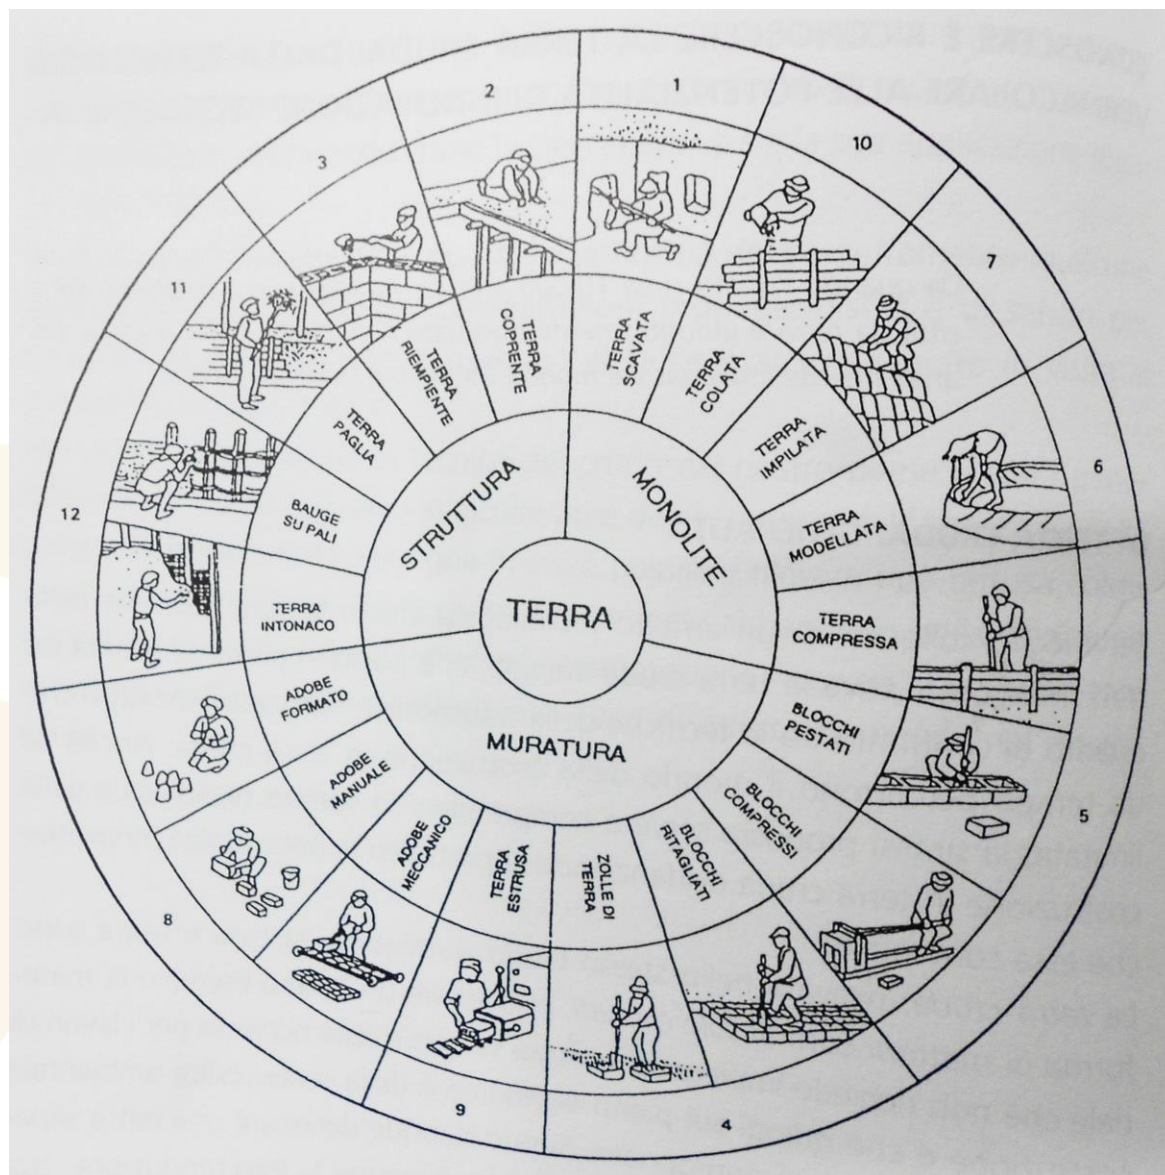 TERRA
STRUTTURA
MONOLITE
MURATURA
1
TERRA
SCAVATA
10
TERRA
COLATA
7
TERRA
IMPILATA
6
TERRA
MODELLATA
TERRA
COMPRESSA
5
BLOCCHI
PESTATI
BLOCCHI
COMPRESSI
4
BLOCCHI
RITAGLIATI
ZOLLE DI
TERRA
9
TERRA
ESTRUSA
8
ADOBE
MECCANICO
ADOBE
MANUALE
ADOBE
FORMATO
12
TERRA
INTONACO
BAUGE
SU PALI
11
TERRA
PAGLIA
3
TERRA
RIEMPIENTE
2
TERRA
COPRENTE